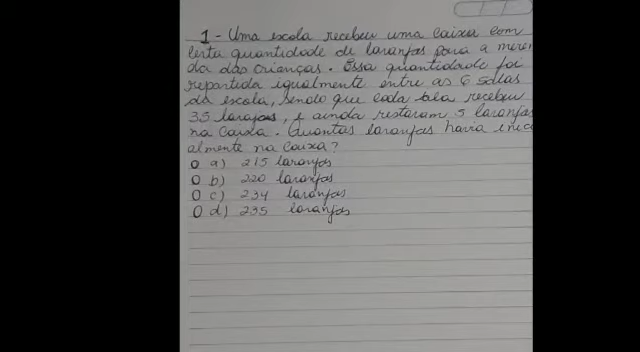 1 - Uma escola recebeu uma caixa com
certa quantidade de laranjas para a meren
da das crianças. Essa quantidade foi
repartida igualmente entre as 6 salas
da escola, sendo que cada sala recebeu
35 laranjas, e ainda restaram 5 laranjas
na caixa. Quantas laranjas havia inici
almente na caixa?
O a) 215 laranjas
O b) 220 laranjas
O c) 234 laranjas
O d) 235 laranjas